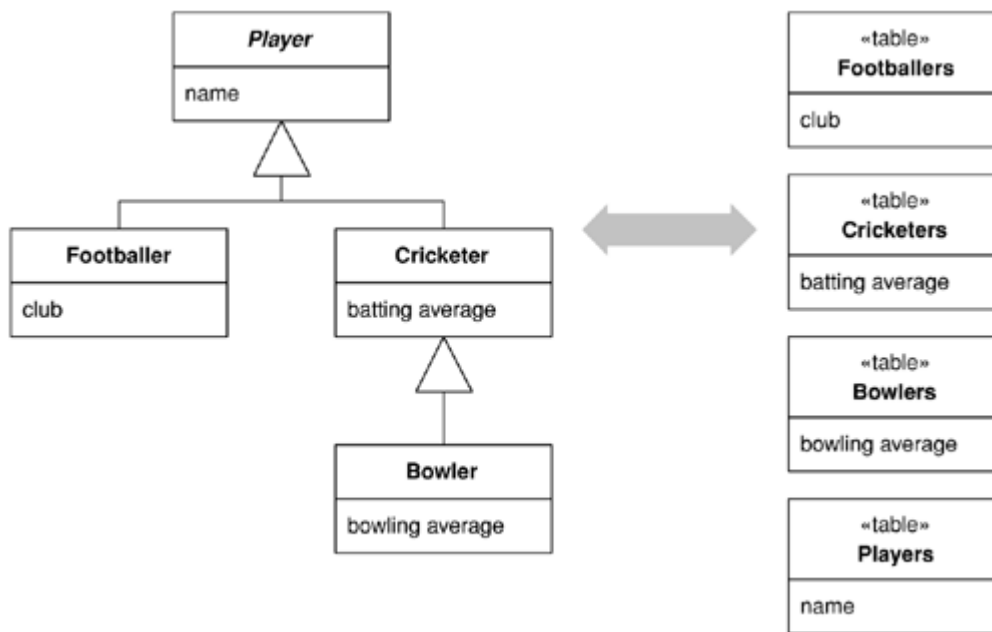 Player
name
Footballer
club
Cricketer
batting average
Bowler
bowling average
«table»
Footballers
club
«table»
Cricketers
batting average
«table»
Bowlers
bowling average
«table»
Players
name